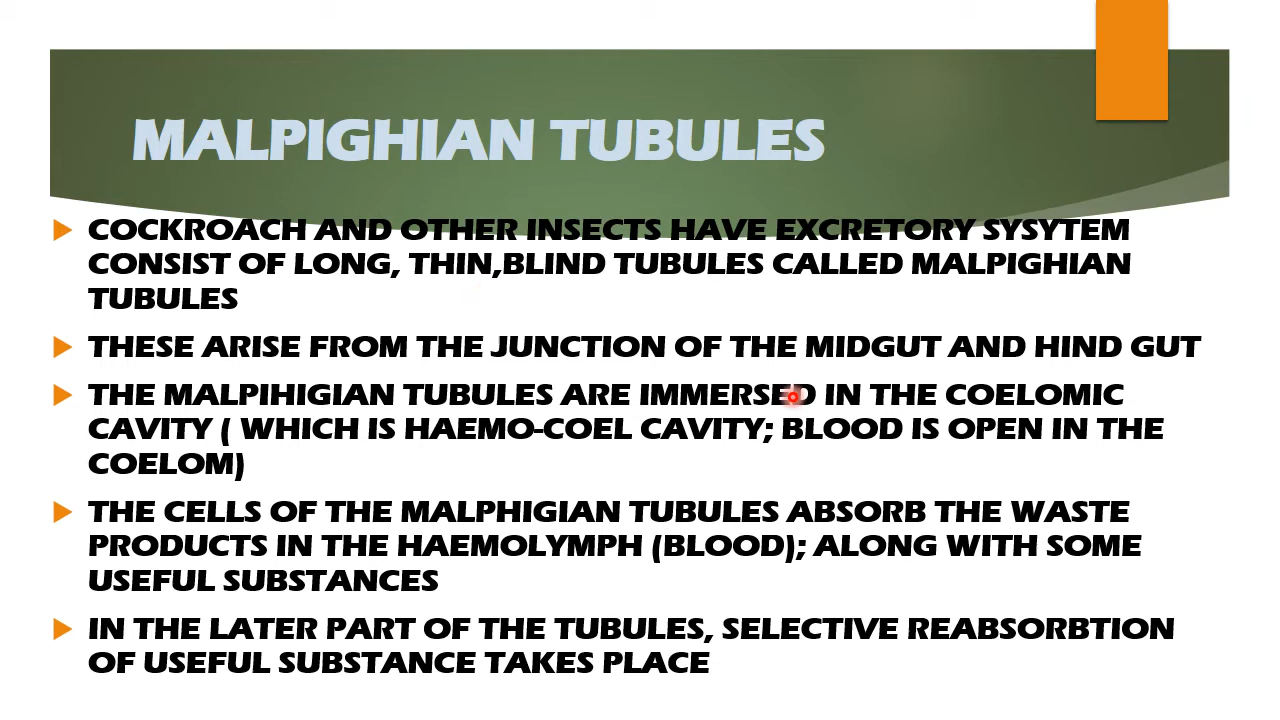 MALPIGHIAN TUBULES
COCKROACH AND OTHER INSECTS HAVE EXCRETORY SYSYTEM
CONSIST OF LONG, THIN,BLIND TUBULES CALLED MALPIGHIAN
TUBULES
THESE ARISE FROM THE JUNCTION OF THE MIDGUT AND HIND GUT
THE MALPIHIGIAN TUBULES ARE IMMERSED IN THE COELOMIC
CAVITY ( WHICH IS HAEMO-COEL CAVITY; BLOOD IS OPEN IN THE
COELOM)
THE CELLS OF THE MALPHIGIAN TUBULES ABSORB THE WASTE
PRODUCTS IN THE HAEMOLYMPH (BLOOD); ALONG WITH SOME
USEFUL SUBSTANCES
IN THE LATER PART OF THE TUBULES, SELECTIVE REABSORBTION
OF USEFUL SUBSTANCE TAKES PLACE